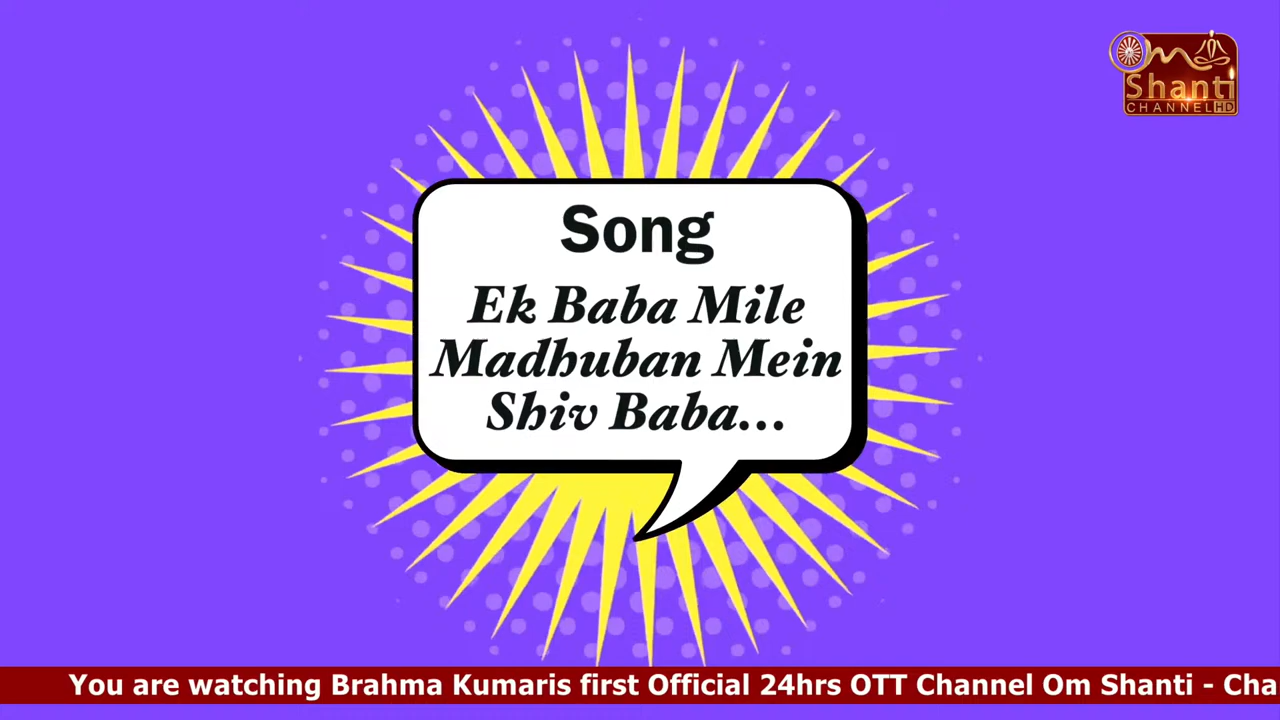 Om
Shanti
CHANNEL HD
Song
Ek Baba Mile
Madhuban Mein
Shiv Baba...
You are watching Brahma Kumaris first Official 24hrs OTT Channel Om Shanti - Cha